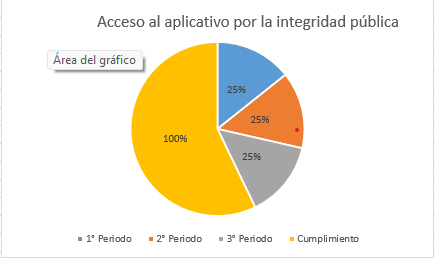 Acceso al aplicativo por la integridad pública
Área del gráfico
25%
25%
100%
25%
1° Periodo 2° Periodo 3° Periodo Cumplimiento